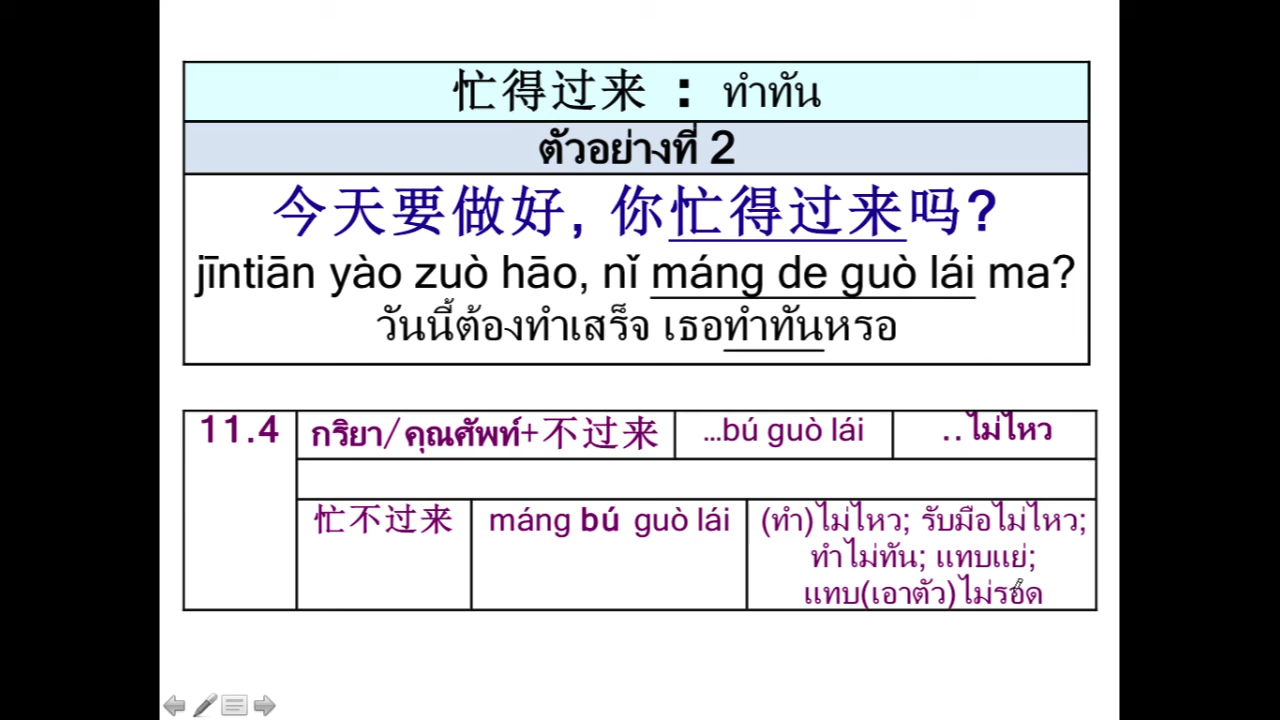 忙得过来 : ทำทัน
ตัวอย่างที่ 2
今天要做好, 你忙得过来吗?
jīntiān yào zuò hāo, nǐ máng de guò lái ma?
วันนี้ต้องทำเสร็จ เธอทำทันหรอ
11.4
กริยา/คุณศัพท์+不过来
...bú guò lái
..ไม่ไหว
忙不过来
máng bú guò lái
(ทำ)ไม่ไหว; รับมือไม่ไหว;
ทำไม่ทัน; แทบแย่;
แทบ(เอาตัว)ไม่รอด